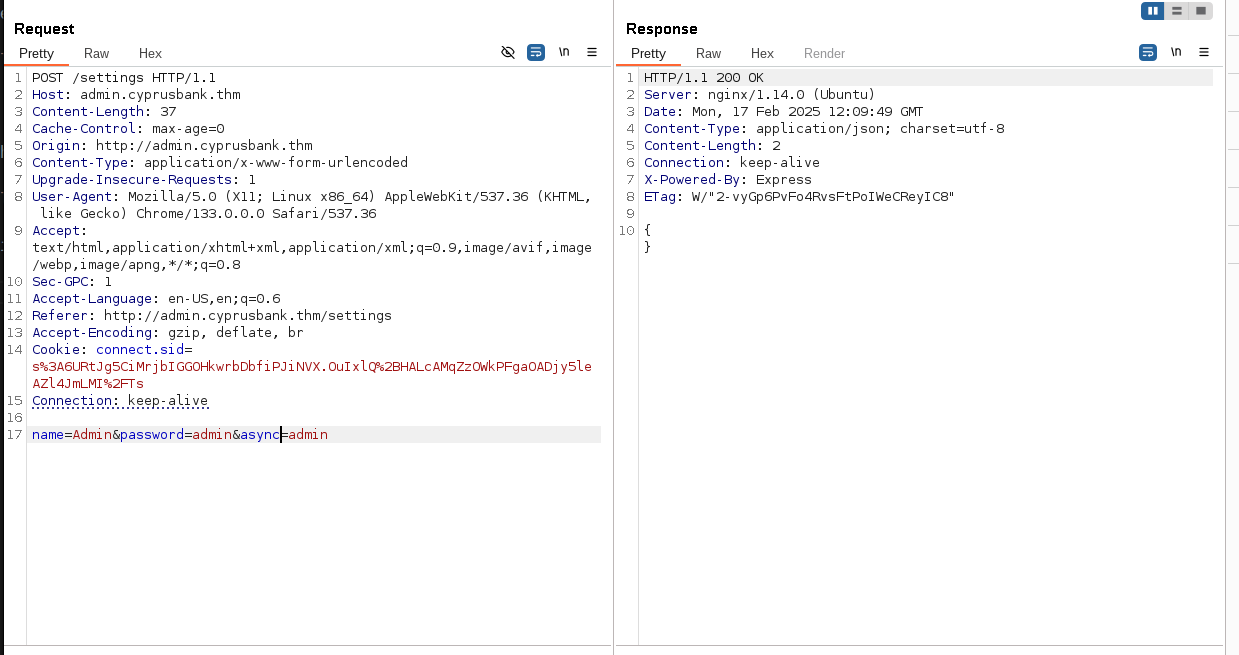 Request
Pretty Raw Hex \n
1 POST /settings HTTP/1.1
2 Host: admin.cyprusbank.thm
3 Content-Length: 37
4 Cache-Control: max-age=0
5 Origin: http://admin.cyprusbank.thm
6 Content-Type: application/x-www-form-urlencoded
7 Upgrade-Insecure-Requests: 1
8 User-Agent: Mozilla/5.0 (X11; Linux x86_64) AppleWebKit/537.36 (KHTML,
like Gecko) Chrome/133.0.0.0 Safari/537.36
9 Accept:
text/html,application/xhtml+xml,application/xml;q=0.9,image/avif,image
/webp,image/apng,*/*;q=0.8
10 Sec-GPC: 1
11 Accept-Language: en-US,en;q=0.6
12 Referer: http://admin.cyprusbank.thm/settings
13 Accept-Encoding: gzip, deflate, br
14 Cookie: connect.sid=
s%3A6URtJg5CiMrjbIGGOHkwrbDbfiPJiNVX.OuIxlQ%2BHALcAMqZzOWkPFgaOADjy5le
AZl4JmLMI%2FTs
15 Connection: keep-alive
16
17 name=Admin&password=admin&async=admin
Response
Pretty Raw Hex Render \n
1 HTTP/1.1 200 OK
2 Server: nginx/1.14.0 (Ubuntu)
3 Date: Mon, 17 Feb 2025 12:09:49 GMT
4 Content-Type: application/json; charset=utf-8
5 Content-Length: 2
6 Connection: keep-alive
7 X-Powered-By: Express
8 ETag: W/"2-vyGp6PvFo4RvsFtPoIWeCReyIC8"
9
10 {
}